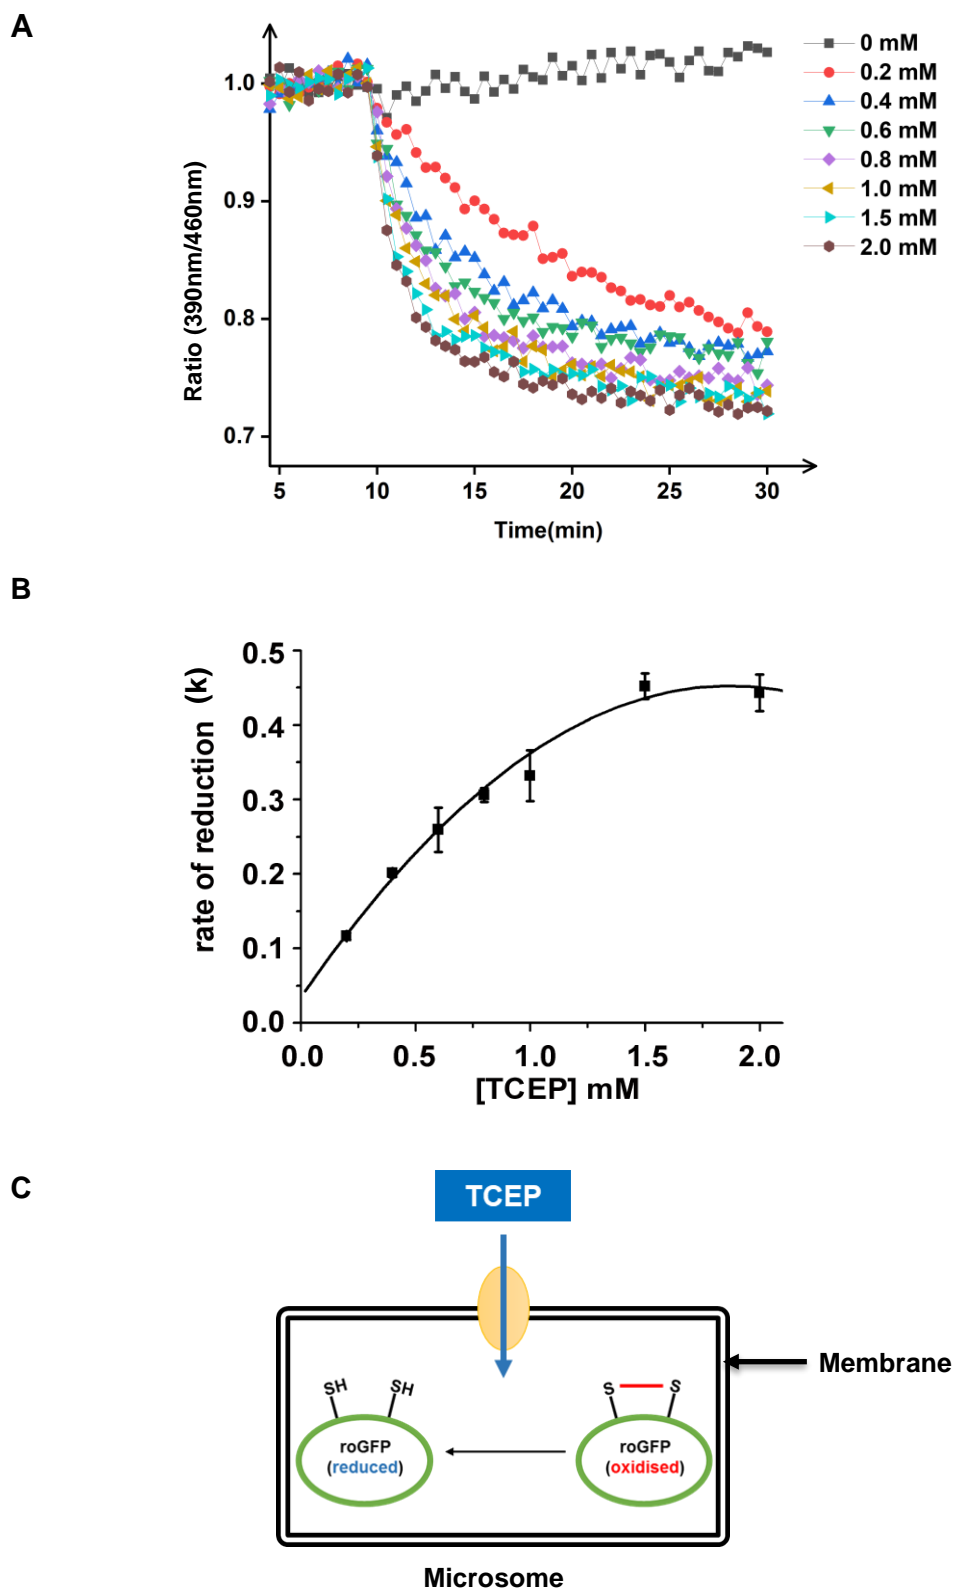 A
0 mM
0.2 mM
0.4 mM
0.6 mM
0.8 mM
1.0 mM
1.5 mM
2.0 mM
Ratio (390nm/460nm)
1.0
0.9
0.8
0.7
5 10 15 20 25 30
Time(min)
B
rate of reduction (k)
0.5
0.4
0.3
0.2
0.1
0.0
0.0 0.5 1.0 1.5 2.0
[TCEP] mM
C
TCEP
Membrane
SH SH S S
roGFP roGFP
(reduced) (oxidised)
Microsome